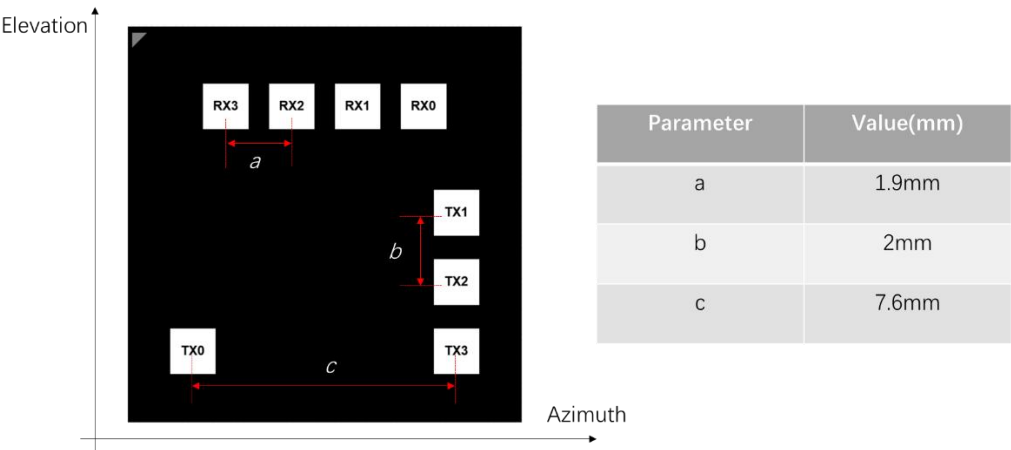 Elevation
RX3 RX2 RX1 RX0
a
TX1
b
TX2
TX0 TX3
c
Azimuth
Parameter Value(mm)
a 1.9mm
b 2mm
c 7.6mm